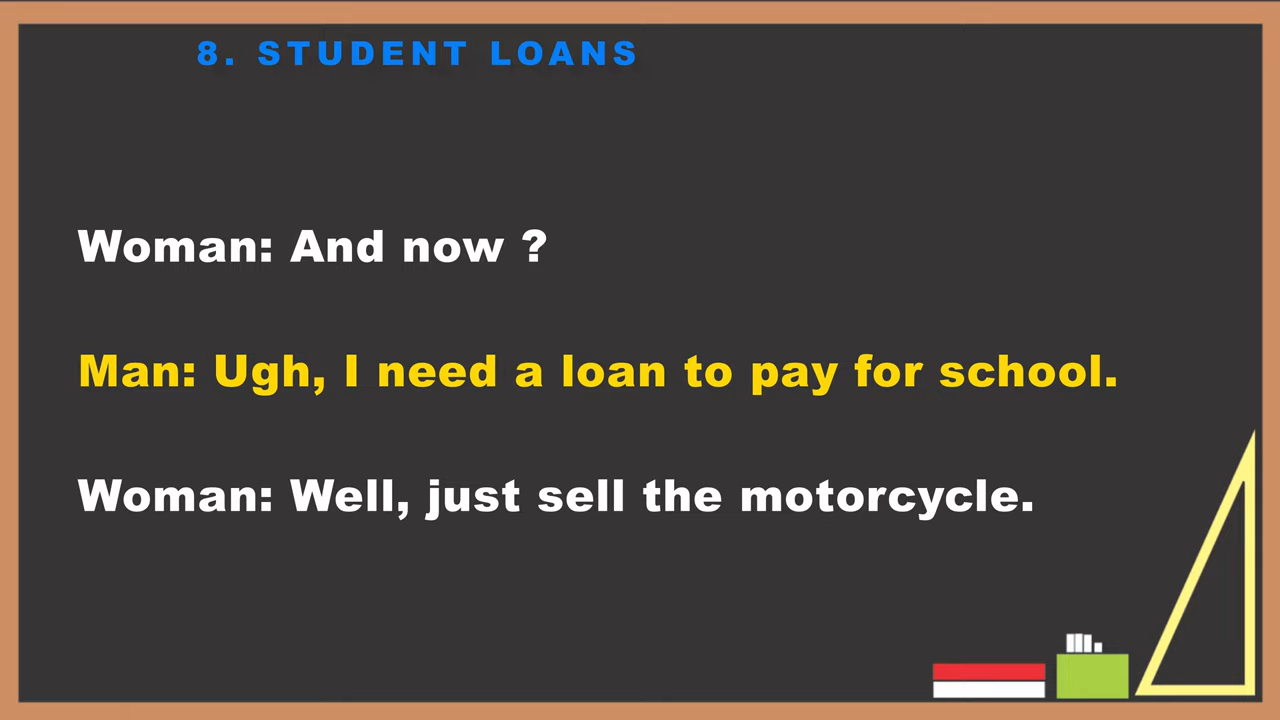 8. STUDENT LOANS
Woman: And now ?
Man: Ugh, I need a loan to pay for school.
Woman: Well, just sell the motorcycle.